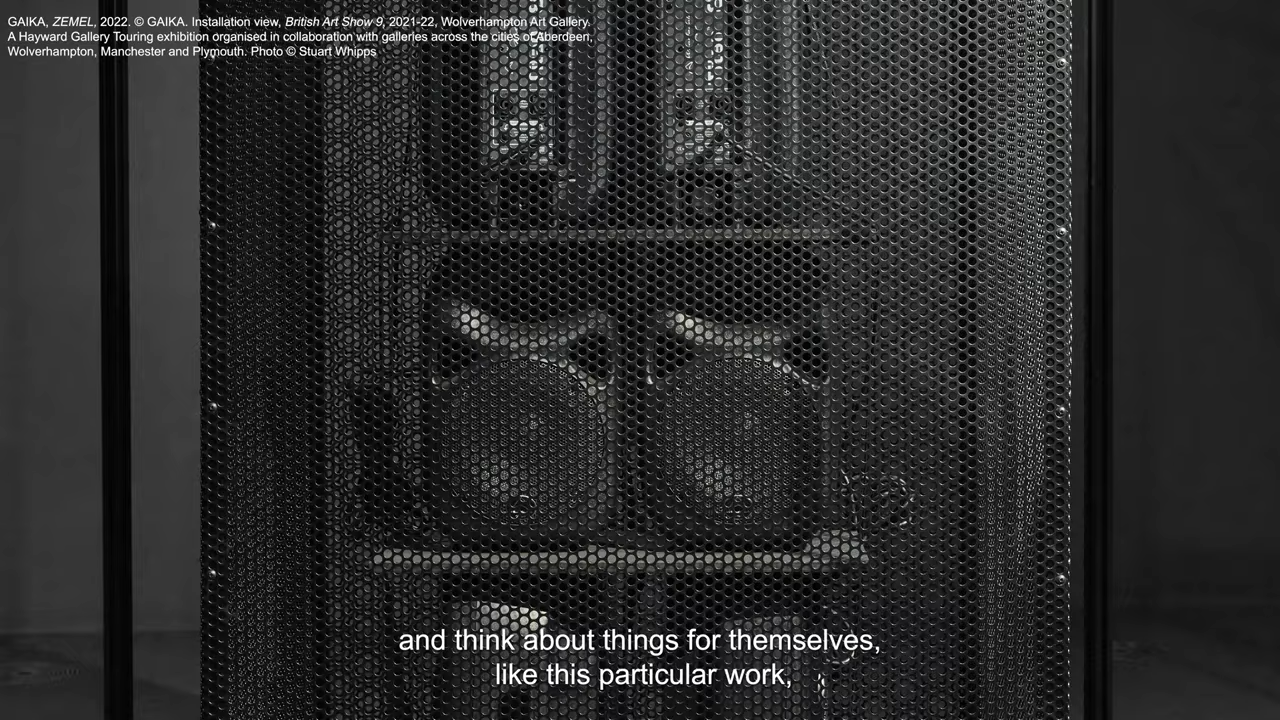 GAIKA, ZEMEL, 2022. © GAIKA. Installation view, British Art Show 9, 2021-22, Wolverhampton Art Gallery.
A Hayward Gallery Touring exhibition organised in collaboration with galleries across the cities of Aberdeen,
Wolverhampton, Manchester and Plymouth. Photo © Stuart Whipps
and think about things for themselves,
like this particular work,